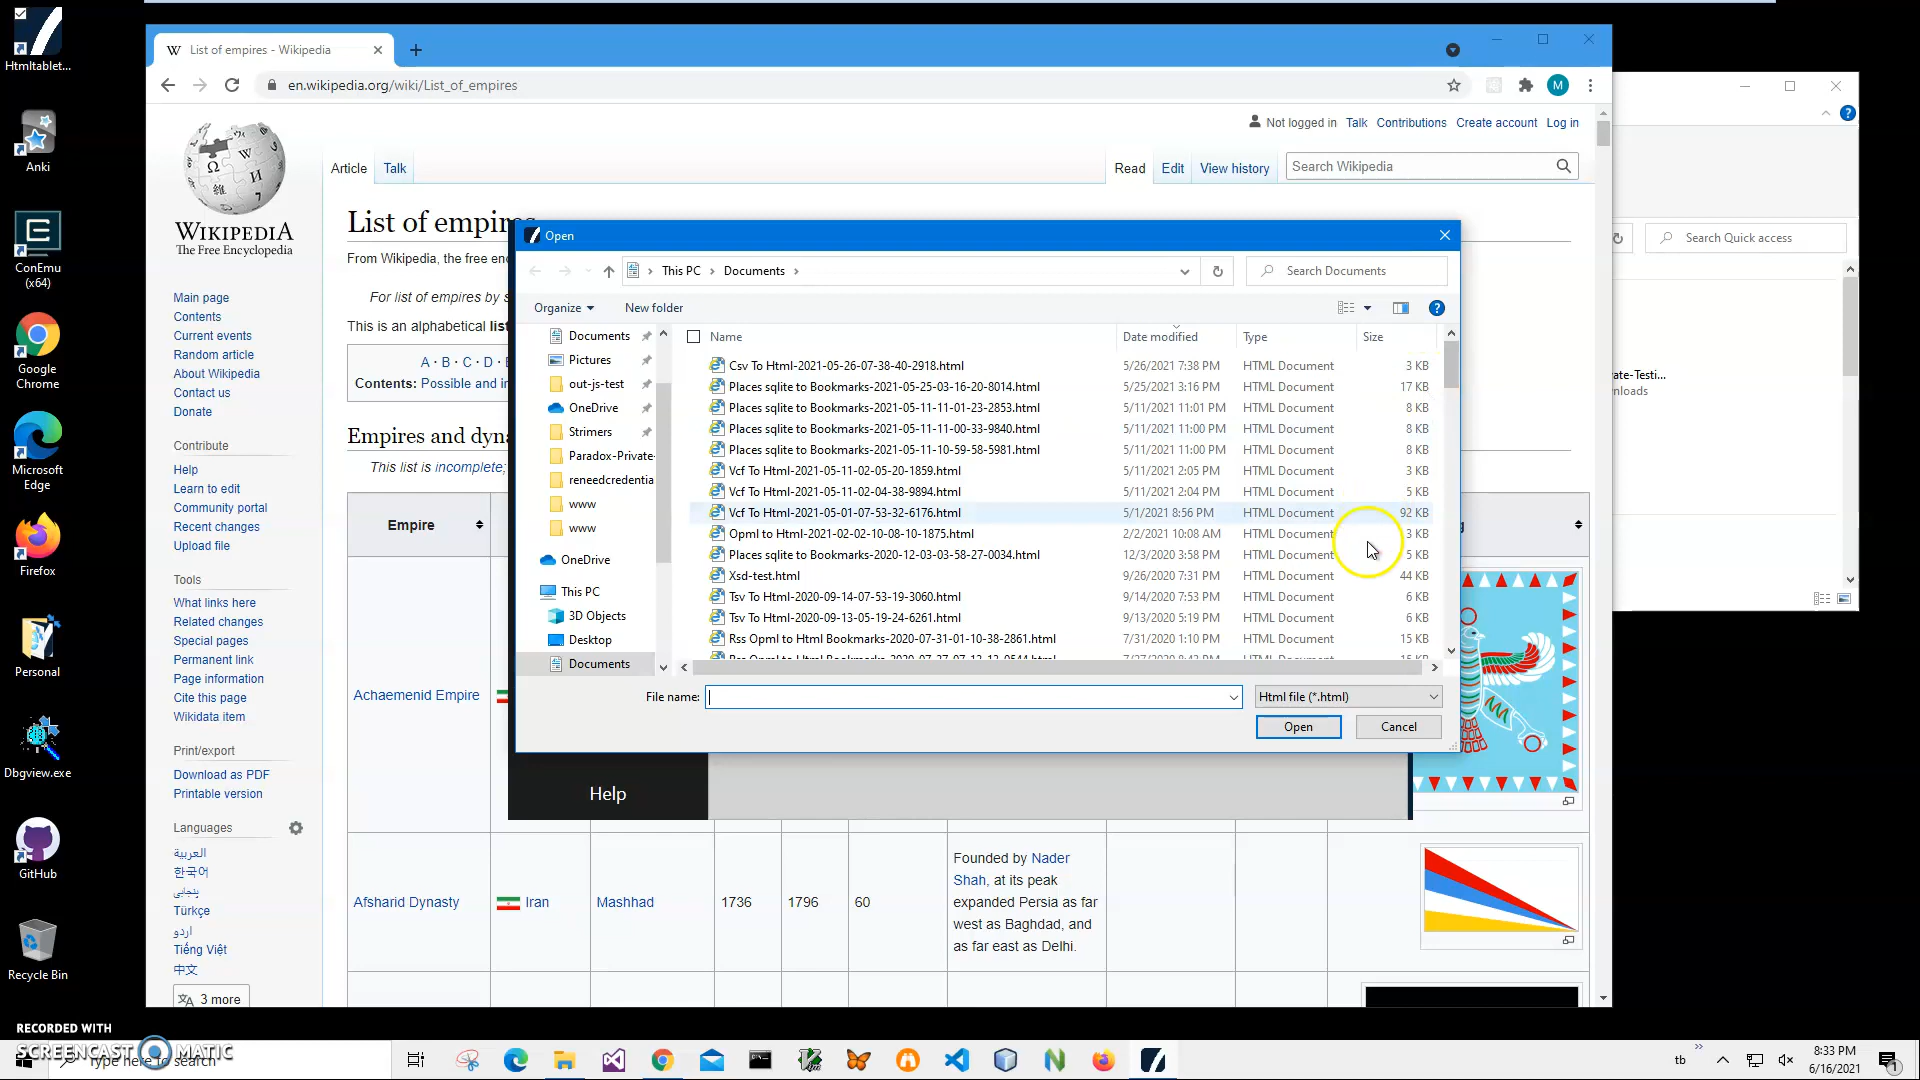 Htmltablet...
Anki
ConEmu
(x64)
Google
Chrome
Microsoft
Edge
Firefox
Personal
Dbgview.exe
GitHub
Recycle Bin
List of empires - Wikipedia
en.wikipedia.org/wiki/List_of_empires
M
WIKIPEDIA
The Free Encyclopedia
Main page
Contents
Current events
Random article
About Wikipedia
Contact us
Donate
Contribute
Help
Learn to edit
Community portal
Recent changes
Upload file
Tools
What links here
Related changes
Special pages
Permanent link
Page information
Cite this page
Wikidata item
Print/export
Download as PDF
Printable version
Languages
العربية
한국어
پنجابی
Türkçe
اردو
Tiếng Việt
中文
3 more
Not logged in Talk Contributions Create account Log in
Article Talk
Read Edit View history Search Wikipedia
List of empires
From Wikipedia, the free en
For list of empires by s
This is an alphabetical lis
A · B · C · D ·
Contents: Possible and in
Empires and dyna
This list is incomplete;
Empire
Achaemenid Empire
Afsharid Dynasty Iran Mashhad 1736 1796 60
Founded by Nader
Shah, at its peak
expanded Persia as far
west as Baghdad, and
as far east as Delhi.
Open
This PC Documents Search Documents
Organize New folder
Documents
Pictures
out-js-test
OneDrive
Strimers
Paradox-Private-
reneedcredentia
www
www
OneDrive
This PC
3D Objects
Desktop
Documents
Name Date modified Type Size
Csv To Html-2021-05-26-07-38-40-2918.html 5/26/2021 7:38 PM HTML Document 3 KB
Places sqlite to Bookmarks-2021-05-25-03-16-20-8014.html 5/25/2021 3:16 PM HTML Document 17 KB
Places sqlite to Bookmarks-2021-05-11-11-01-23-2853.html 5/11/2021 11:01 PM HTML Document 8 KB
Places sqlite to Bookmarks-2021-05-11-11-00-33-9840.html 5/11/2021 11:00 PM HTML Document 8 KB
Places sqlite to Bookmarks-2021-05-11-10-59-58-5981.html 5/11/2021 11:00 PM HTML Document 8 KB
Vcf To Html-2021-05-11-02-05-20-1859.html 5/11/2021 2:05 PM HTML Document 3 KB
Vcf To Html-2021-05-11-02-04-38-9894.html 5/11/2021 2:04 PM HTML Document 5 KB
Vcf To Html-2021-05-01-07-53-32-6176.html 5/1/2021 8:56 PM HTML Document 92 KB
Opml to Html-2021-02-02-10-08-10-1875.html 2/2/2021 10:08 AM HTML Document 3 KB
Places sqlite to Bookmarks-2020-12-03-03-58-27-0034.html 12/3/2020 3:58 PM HTML Document 5 KB
Xsd-test.html 9/26/2020 7:31 PM HTML Document 44 KB
Tsv To Html-2020-09-14-07-53-19-3060.html 9/14/2020 7:53 PM HTML Document 6 KB
Tsv To Html-2020-09-13-05-19-24-6261.html 9/13/2020 5:19 PM HTML Document 6 KB
Rss Opml to Html Bookmarks-2020-07-31-01-10-38-2861.html 7/31/2020 1:10 PM HTML Document 15 KB
File name: Html file (*.html)
Open Cancel
Help
Search Quick access
ate-Testi...
nloads
RECORDED WITH
SCREENCAST MATIC
Type here to search
tb
8:33 PM
6/16/2021
1